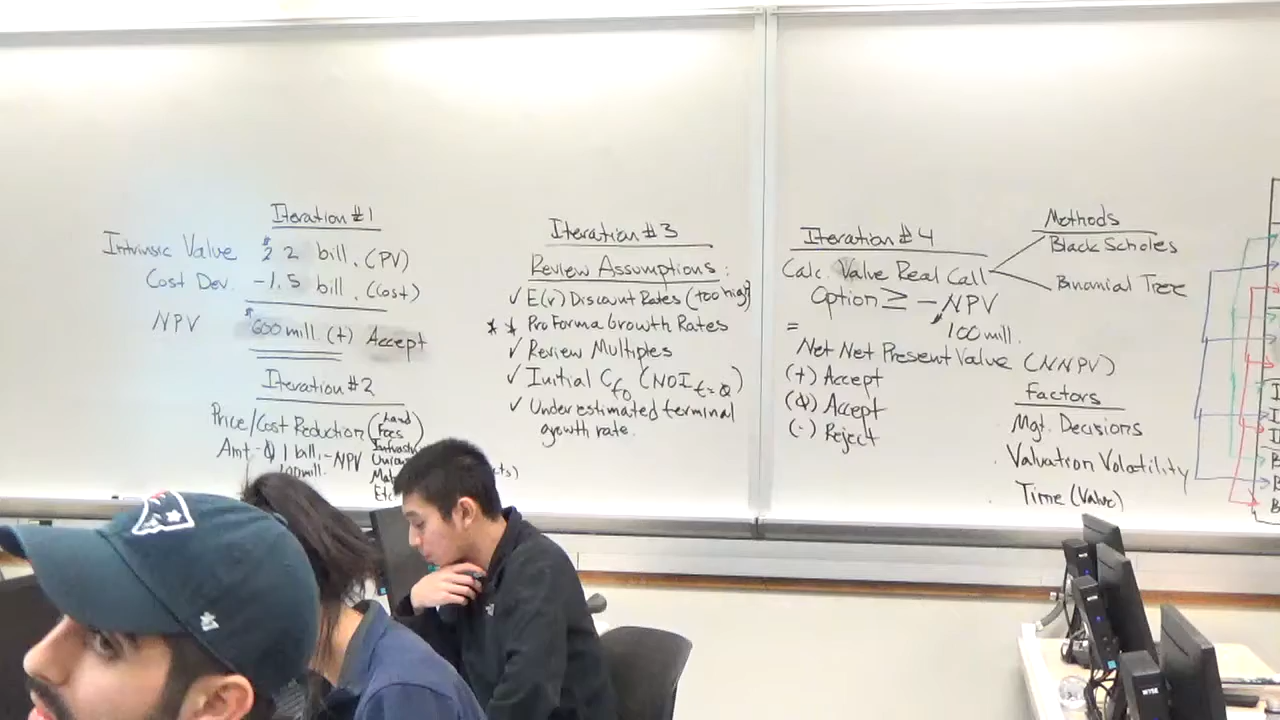 Iteration #1
Intrinsic Value $ 2 2 bill. (PV)
Cost Dev. -1.5 bill. (Cost)
NPV $600 mill. (+) Accept
Iteration #2
Price/Cost Reduction (Land
Fees
Amt. -Q 1 bill. -NPV
100mill.
Etc
Iteration #3
Review Assumptions:
✓ E(r) Discount Rates (too high)
* * Pro Forma Growth Rates
✓ Review Multiples
✓ Initial Cf0 (NOI t=0)
✓ Underestimated terminal
growth rate.
Iteration #4
Calc. Value Real Call
Option ≥ -NPV
100 mill.
=
Net Net Present Value (NNPV)
(+) Accept
(0) Accept
(-) Reject
Methods
Black Scholes
Binomial Tree
Factors
Mgt. Decisions
Valuation Volatility
Time (Value)